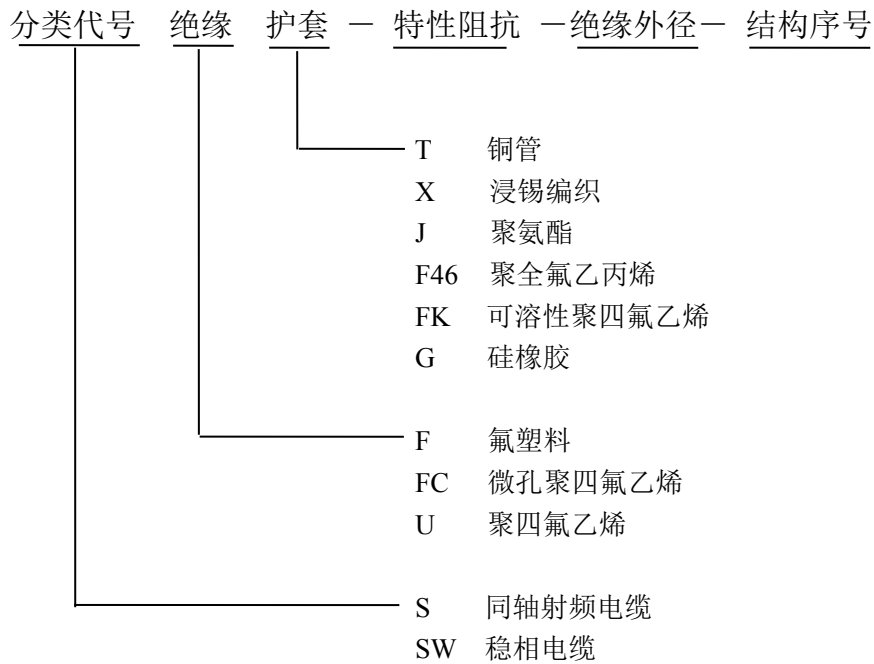 分类代号 绝缘 护套 － 特性阻抗 －绝缘外径－ 结构序号
T 铜管
X 浸锡编织
J 聚氨酯
F46 聚全氟乙丙烯
FK 可溶性聚四氟乙烯
G 硅橡胶
F 氟塑料
FC 微孔聚四氟乙烯
U 聚四氟乙烯
S 同轴射频电缆
SW 稳相电缆